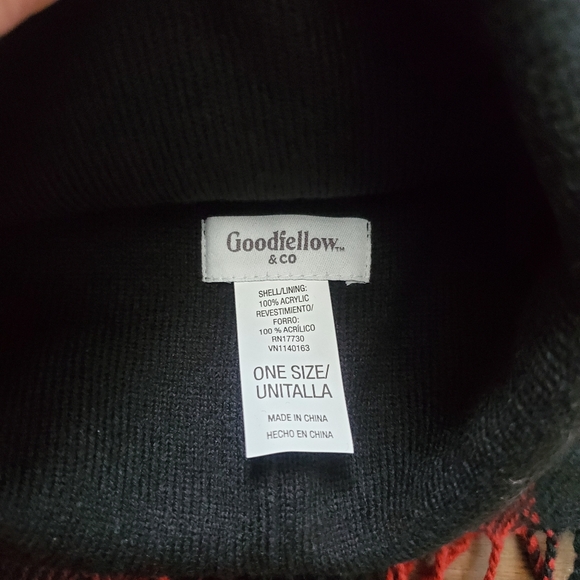 Goodfellow™
& CO
SHELL/LINING:
100% ACRYLIC
REVESTIMIENTO/
FORRO:
100 % ACRÍLICO
RN17730
VN1140163
ONE SIZE/
UNITALLA
MADE IN CHINA
HECHO EN CHINA